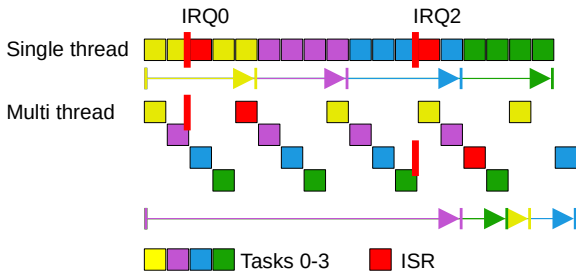 IRQ0 IRQ2
Single thread
Multi thread
Tasks 0-3 ISR